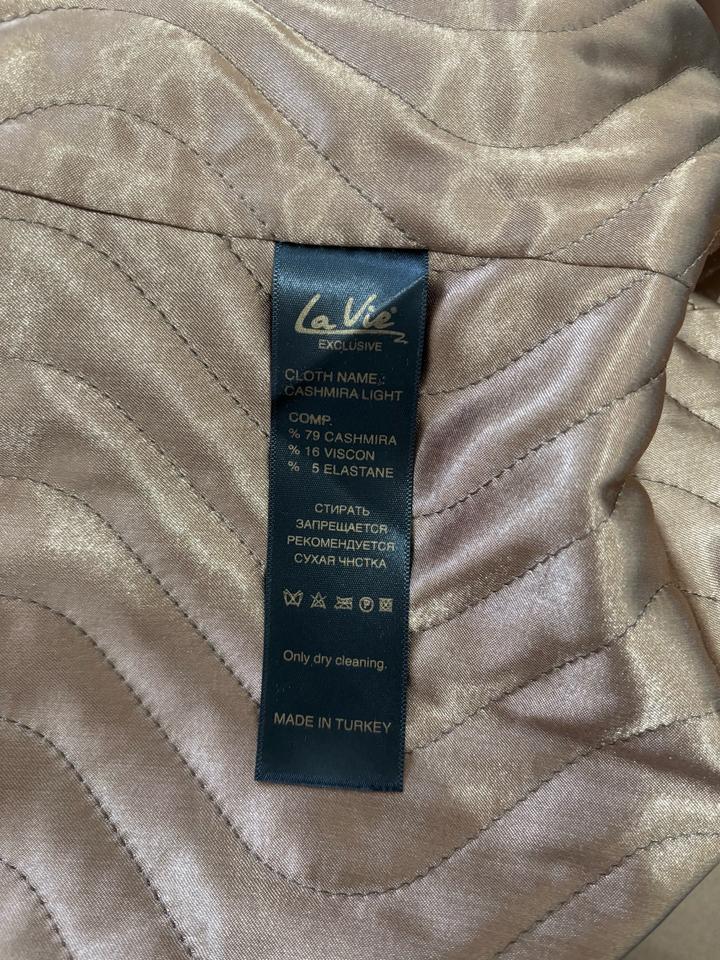 La Vie
EXCLUSIVE
CLOTH NAME.:
CASHMIRA LIGHT
COMP.
% 79 CASHMIRA
% 16 VISCON
% 5 ELASTANE
СТИРАТЬ
ЗАПРЕЩАЕТСЯ
РЕКОМЕНДУЕТСЯ
СУХАЯ ЧНСТКА
P
Only dry cleaning.
MADE IN TURKEY